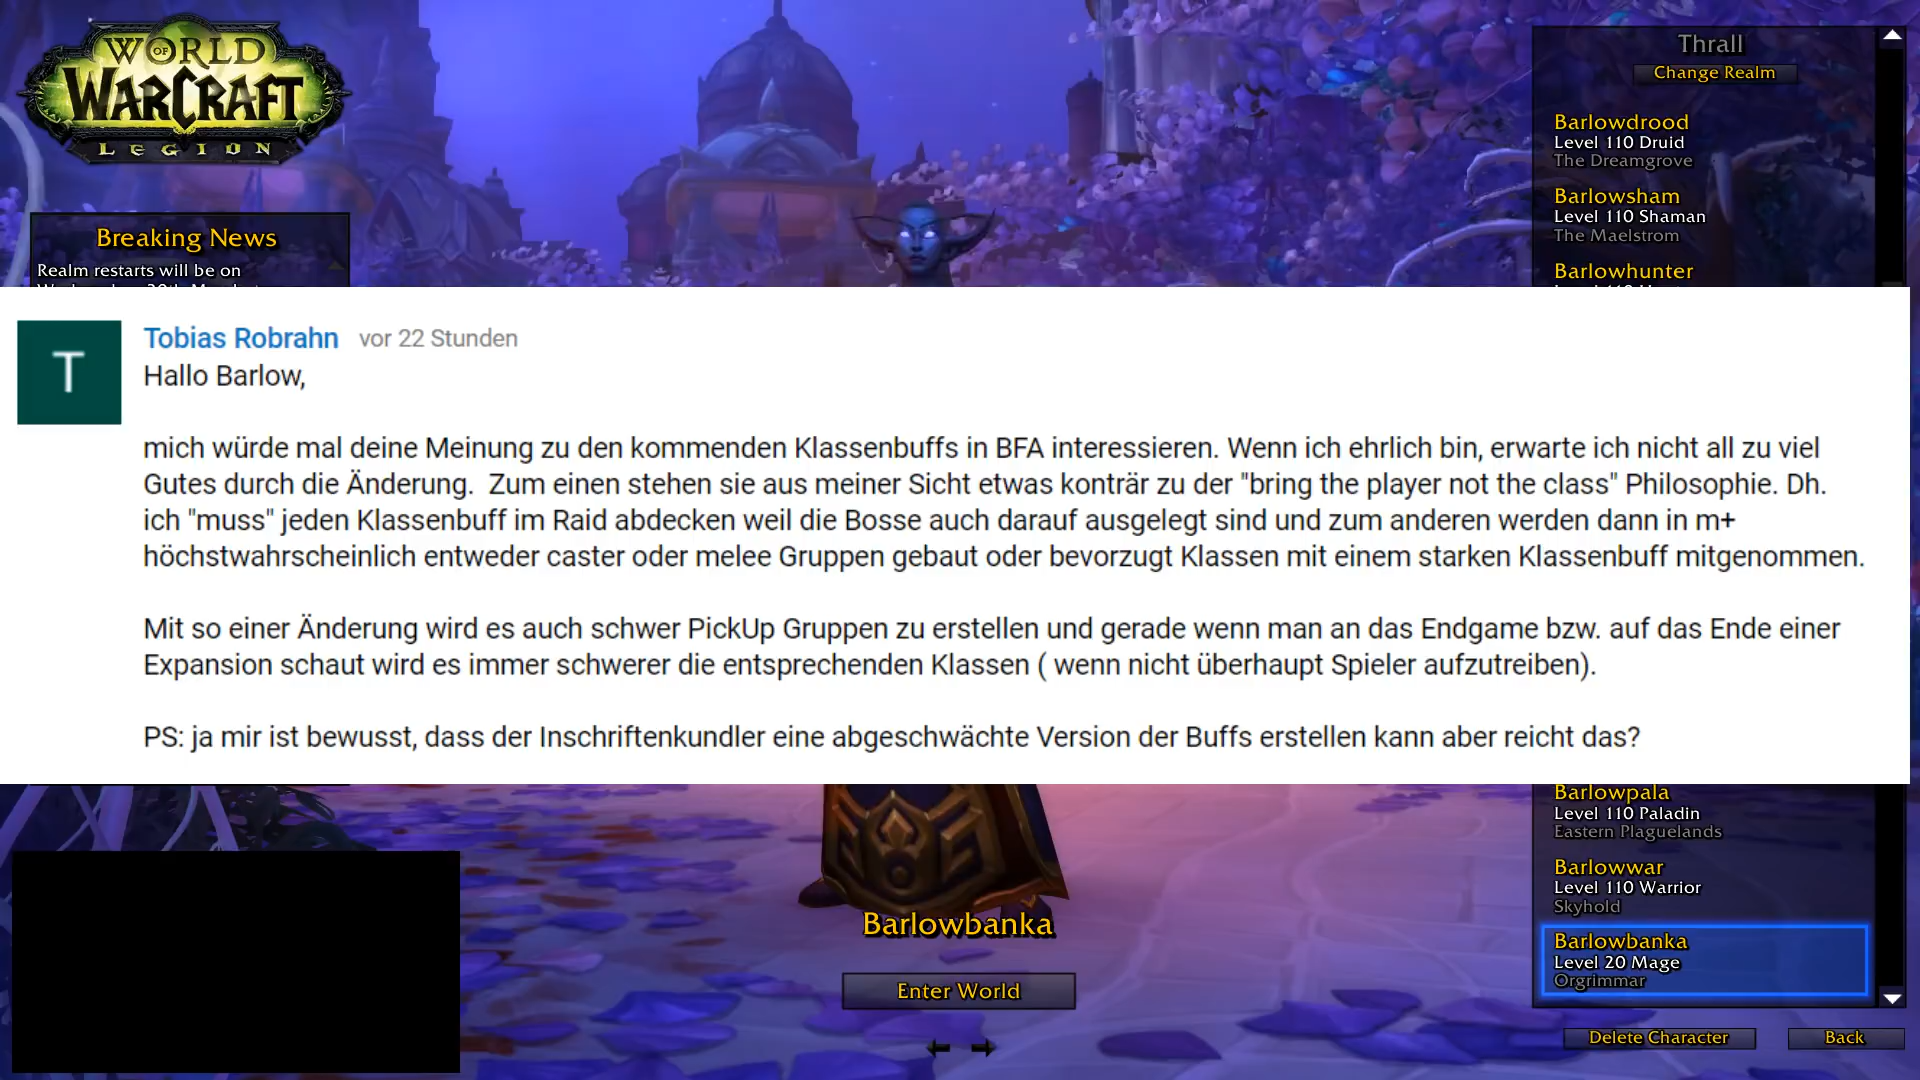 WORLD
OF
WARCRAFT
LEGION
Breaking News
Realm restarts will be on
Thrall
Change Realm
Barlowdrood
Level 110 Druid
The Dreamgrove
Barlowsham
Level 110 Shaman
The Maelstrom
Barlowhunter
T
Tobias Robrahn vor 22 Stunden
Hallo Barlow,
mich würde mal deine Meinung zu den kommenden Klassenbuffs in BFA interessieren. Wenn ich ehrlich bin, erwarte ich nicht all zu viel
Gutes durch die Änderung. Zum einen stehen sie aus meiner Sicht etwas konträr zu der "bring the player not the class" Philosophie. Dh.
ich "muss" jeden Klassenbuff im Raid abdecken weil die Bosse auch darauf ausgelegt sind und zum anderen werden dann in m+
höchstwahrscheinlich entweder caster oder melee Gruppen gebaut oder bevorzugt Klassen mit einem starken Klassenbuff mitgenommen.
Mit so einer Änderung wird es auch schwer PickUp Gruppen zu erstellen und gerade wenn man an das Endgame bzw. auf das Ende einer
Expansion schaut wird es immer schwerer die entsprechenden Klassen ( wenn nicht überhaupt Spieler aufzutreiben).
PS: ja mir ist bewusst, dass der Inschriftenkundler eine abgeschwächte Version der Buffs erstellen kann aber reicht das?
Barlowpala
Level 110 Paladin
Eastern Plaguelands
Barlowwar
Level 110 Warrior
Skyhold
Barlowbanka
Level 20 Mage
Orgrimmar
Barlowbanka
Enter World
Delete Character
Back